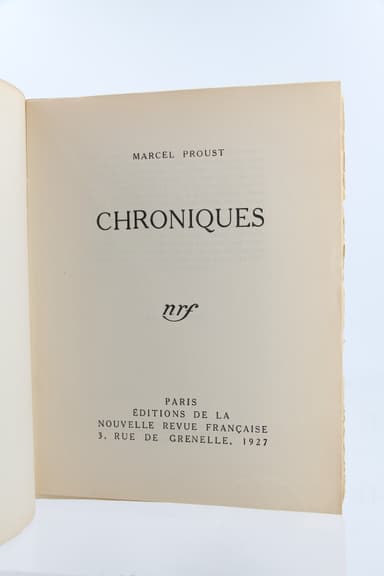 MARCEL PROUST
CHRONIQUES
nrf
PARIS
ÉDITIONS DE LA
NOUVELLE REVUE FRANÇAISE
3, RUE DE GRENELLE, 1927